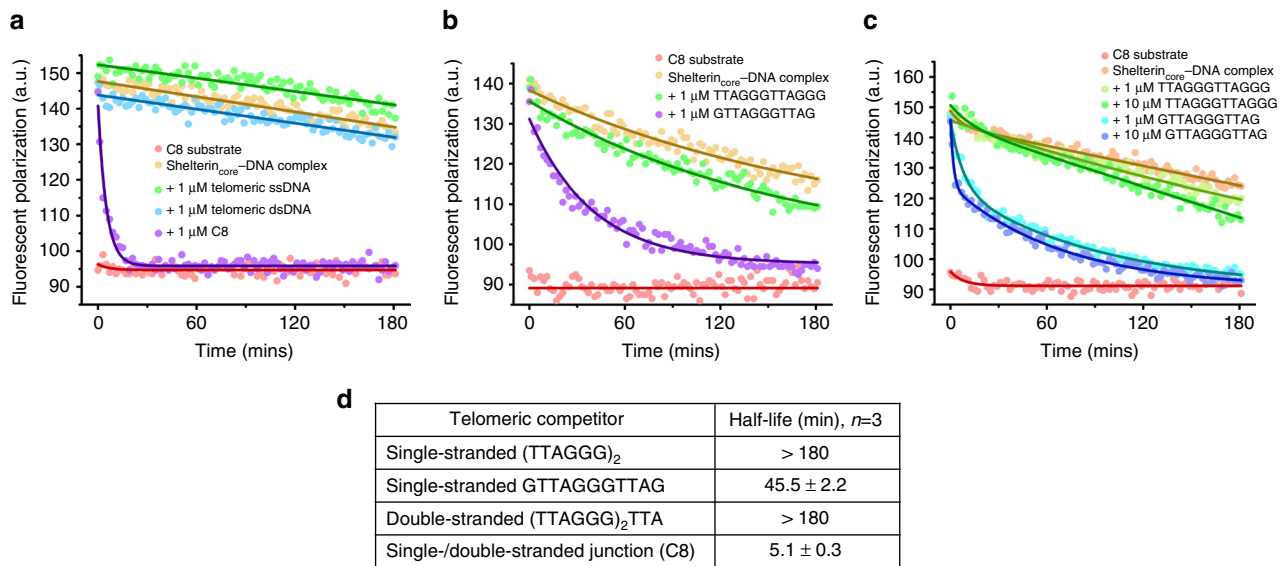 a
Fluorescent polarization (a.u.)
150
140
130
120
110
100
90
C8 substrate
Shelterincore–DNA complex
+ 1 μM telomeric ssDNA
+ 1 μM telomeric dsDNA
+ 1 μM C8
0
60
120
180
Time (mins)
b
Fluorescent polarization (a.u.)
140
130
120
110
100
90
C8 substrate
Shelterincore–DNA complex
+ 1 μM TTAGGGTTAGGG
+ 1 μM GTTAGGGTTAG
0
60
120
180
Time (mins)
c
Fluorescent polarization (a.u.)
160
150
140
130
120
110
100
90
C8 substrate
Shelterincore–DNA complex
+ 1 μM TTAGGGTTAGGG
+ 10 μM TTAGGGTTAGGG
+ 1 μM GTTAGGGTTAG
+ 10 μM GTTAGGGTTAG
0
60
120
180
Time (mins)
d
Telomeric competitor Half-life (min), n=3
Single-stranded (TTAGGG)2 > 180
Single-stranded GTTAGGGTTAG 45.5 ± 2.2
Double-stranded (TTAGGG)2TTA > 180
Single-/double-stranded junction (C8) 5.1 ± 0.3